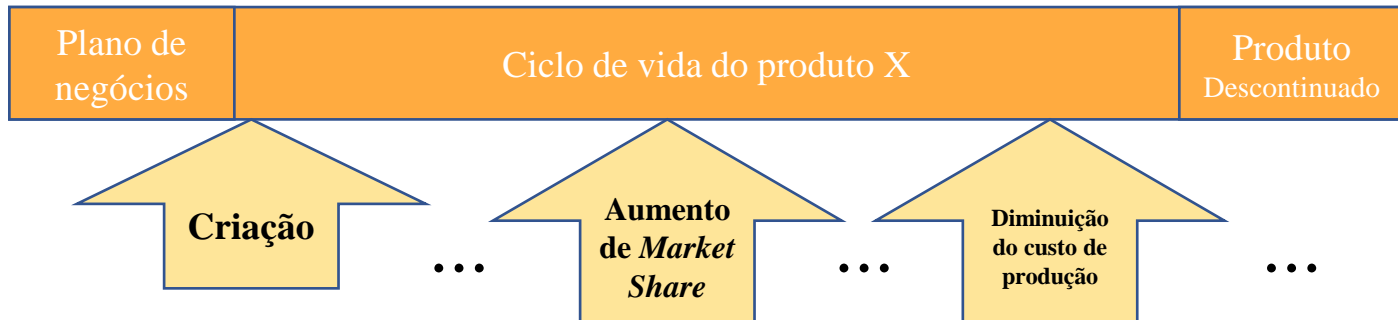 Plano de
negócios
Ciclo de vida do produto X
Produto
Descontinuado
Criação
...
Aumento
de Market
Share
...
Diminuição
do custo de
produção
...